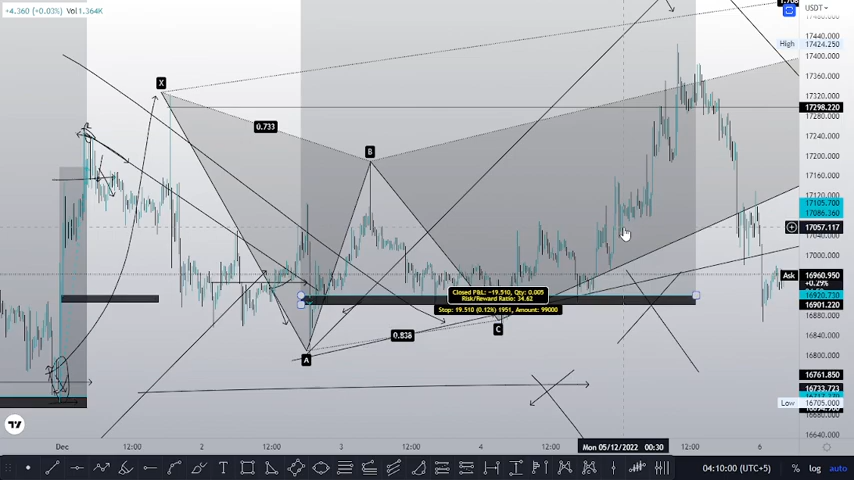 +4.360 (+0.03%) Vol 1.364K
USDT
17440.000
High 17424.250
17400.000
17360.000
17320.000
17298.220
17280.000
17240.000
17200.000
17160.000
17120.000
17105.700
17086.360
17057.117
17000.000
Ask 16960.950
+0.29%
16920.730
16901.220
16880.000
16840.000
16800.000
16761.850
16733.723
Low 16705.000
16640.000
X
0.733
B
Closed P&L: −19.510, Qty: 0.005
Risk/Reward Ratio: 34.62
Stop: 19.510 (0.12%) 1951, Amount: 99000
C
0.838
A
Dec 12:00 2 12:00 3 12:00 4 12:00 Mon 05/12/2022 00:30 12:00 6
04:10:00 (UTC+5) % log auto